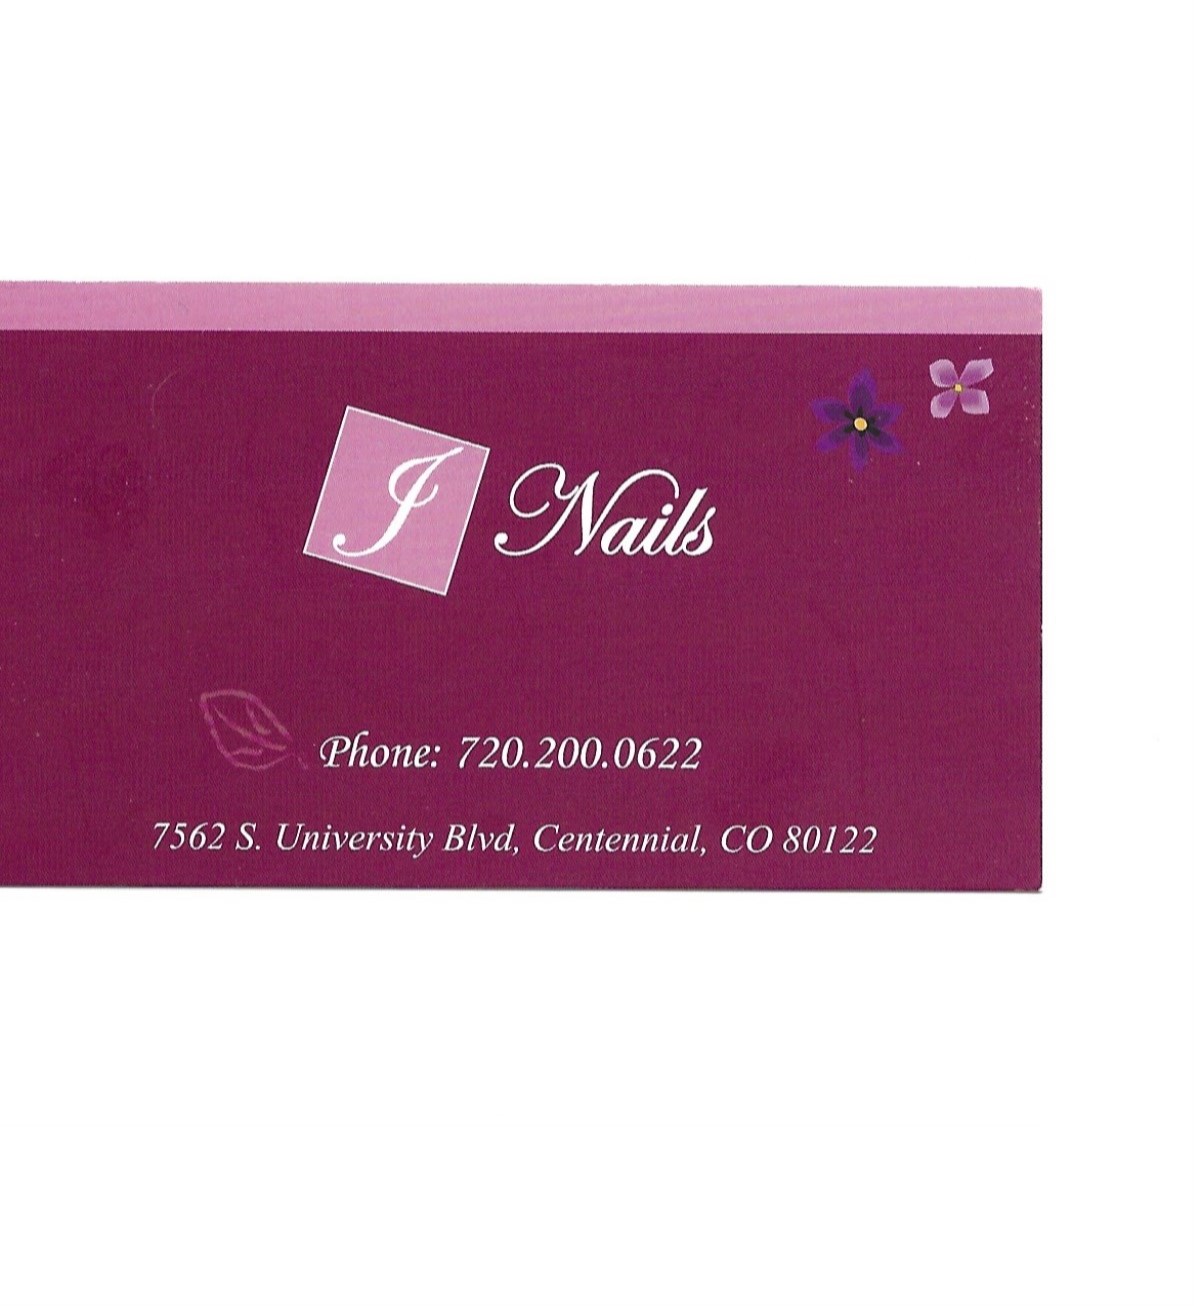 J Nails
Phone: 720.200.0622
7562 S. University Blvd, Centennial, CO 80122